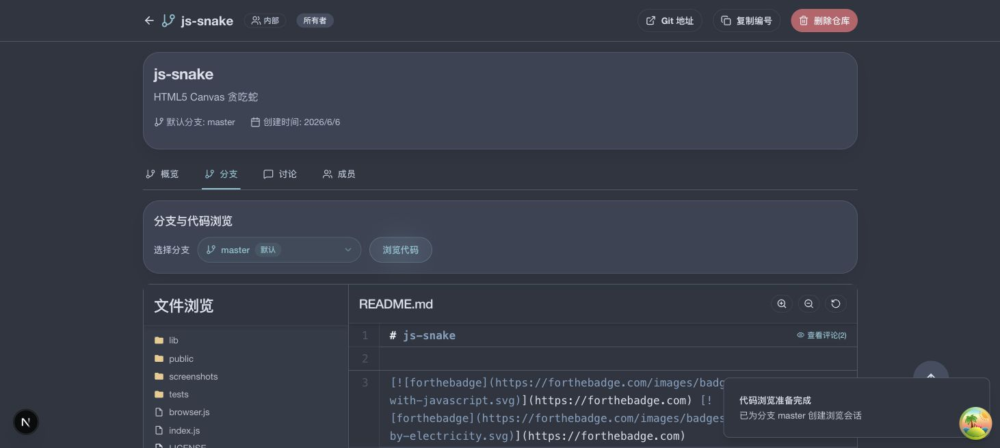 js-snake 内部 所有者 Git 地址 复制编号 删除仓库
js-snake
HTML5 Canvas 贪吃蛇
默认分支: master 创建时间: 2026/6/6
概览 分支 讨论 成员
分支与代码浏览
选择分支 master 默认 浏览代码
文件浏览
lib
public
screenshots
tests
browser.js
index.js
LICENSE
README.md
1 # js-snake 查看评论(2)
2
3 [![forthebadge](https://forthebadge.com/images/badg
with-javascript.svg)](https://forthebadge.com) [!
[forthebadge](https://forthebadge.com/images/badges
by-electricity.svg)](https://forthebadge.com)
代码浏览准备完成
已为分支 master 创建浏览会话
N